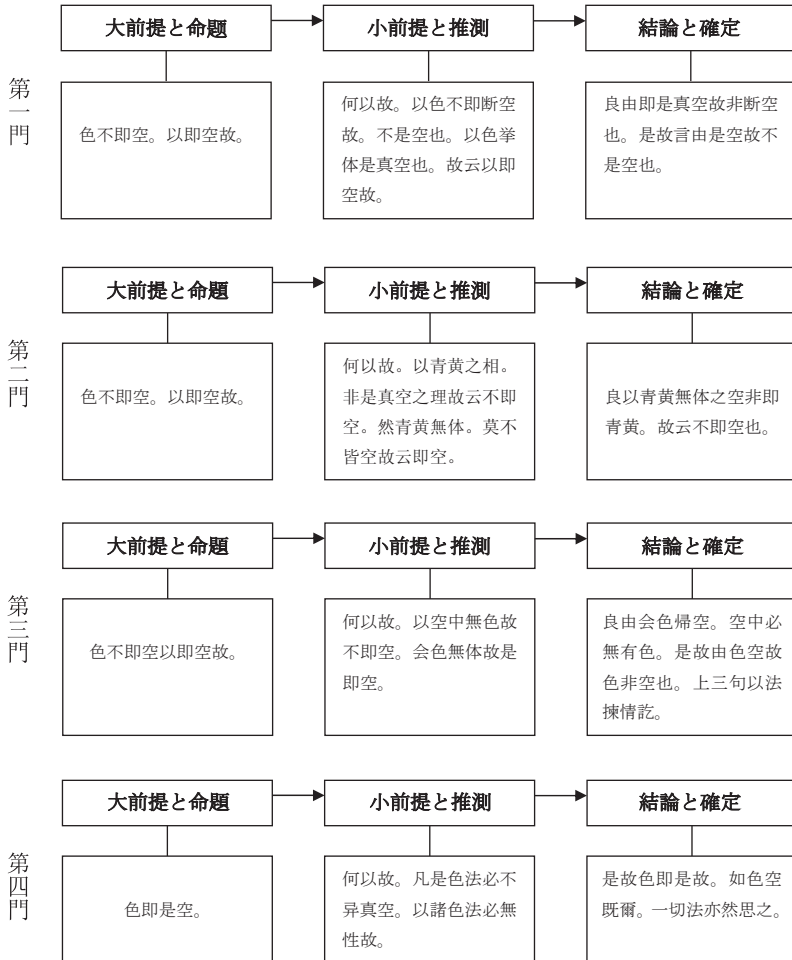 第一門
大前提と命題
小前提と推測
結論と確定
色不即空。以即空故。
何以故。以色不即断空
故。不是空也。以色挙
体是真空也。故云以即
空故。
良由即是真空故非断空
也。是故言由是空故不
是空也。
第二門
大前提と命題
小前提と推測
結論と確定
色不即空。以即空故。
何以故。以青黄之相。
非是真空之理故云不即
空。然青黄無体。莫不
皆空故云即空。
良以青黄無体之空非即
青黄。故云不即空也。
第三門
大前提と命題
小前提と推測
結論と確定
色不即空以即空故。
何以故。以空中無色故
不即空。会色無体故是
即空。
良由会色帰空。空中必
無有色。是故由色空故
色非空也。上三句以法
揀情訖。
第四門
大前提と命題
小前提と推測
結論と確定
色即是空。
何以故。凡是色法必不
异真空。以諸色法必無
性故。
是故色即是故。如色空
既爾。一切法亦然思之。